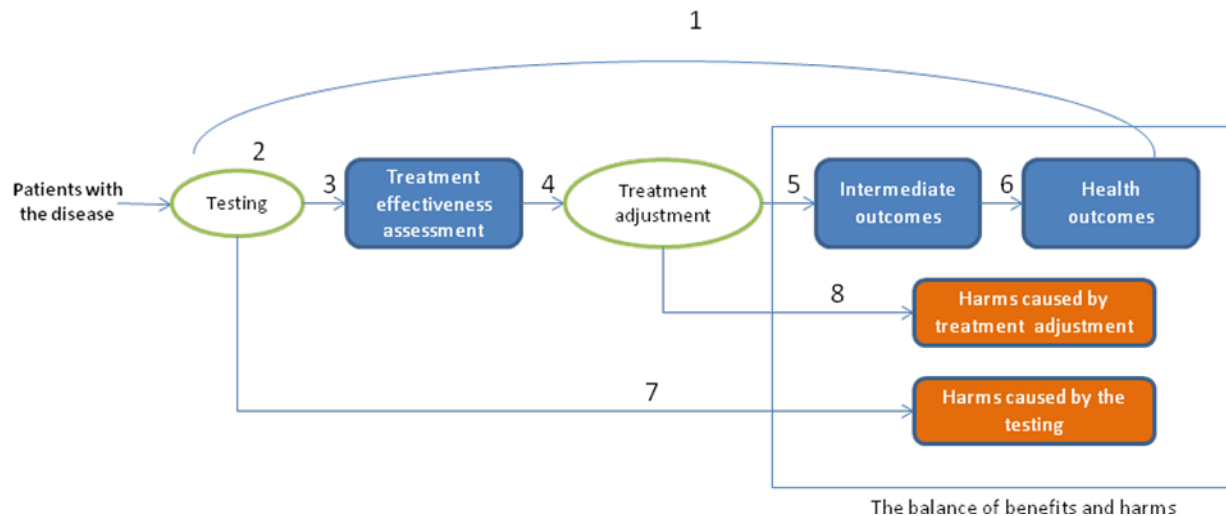 1
2
Patients with
the disease
Testing
3
Treatment
effectiveness
assessment
4
Treatment
adjustment
5
Intermediate
outcomes
6
Health
outcomes
8
Harms caused by
treatment adjustment
7
Harms caused by the
testing
The balance of benefits and harms